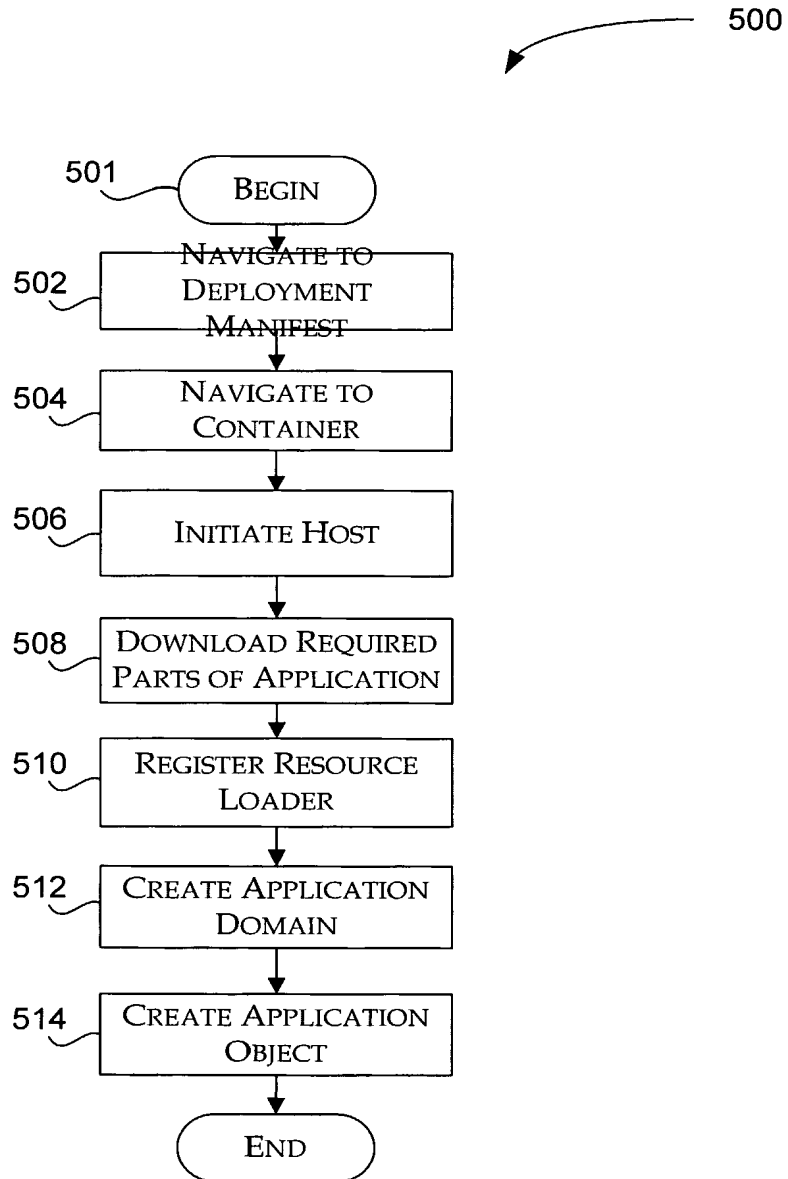 500
501
BEGIN
502
NAVIGATE TO
DEPLOYMENT
MANIFEST
504
NAVIGATE TO
CONTAINER
506
INITIATE HOST
508
DOWNLOAD REQUIRED
PARTS OF APPLICATION
510
REGISTER RESOURCE
LOADER
512
CREATE APPLICATION
DOMAIN
514
CREATE APPLICATION
OBJECT
END